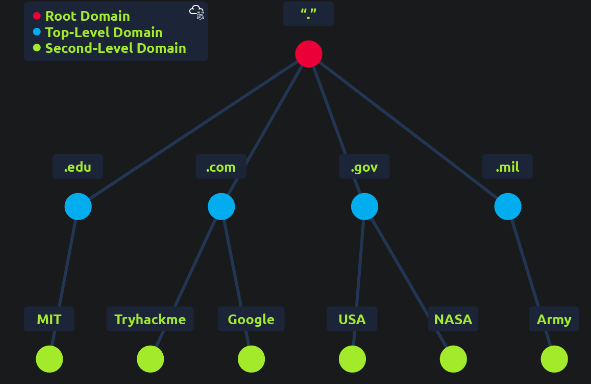 Root Domain
Top-Level Domain
Second-Level Domain
“.”
.edu
.com
.gov
.mil
MIT
Tryhackme
Google
USA
NASA
Army